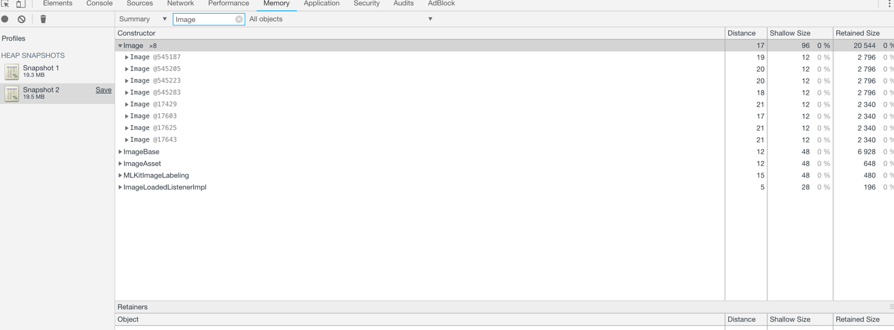 Elements Console Sources Network Performance Memory Application Security Audits AdBlock
Summary ▼ Image All objects ▼
Profiles
HEAP SNAPSHOTS
Snapshot 1
19.3 MB
Snapshot 2 Save
19.5 MB
Constructor Distance Shallow Size Retained Size
▼Image ×8 17 96 0 % 20 544 0 %
▶Image @545187 19 12 0 % 2 796 0 %
▶Image @545205 20 12 0 % 2 796 0 %
▶Image @545223 20 12 0 % 2 796 0 %
▶Image @545283 18 12 0 % 2 796 0 %
▶Image @17429 21 12 0 % 2 340 0 %
▶Image @17603 17 12 0 % 2 340 0 %
▶Image @17625 21 12 0 % 2 340 0 %
▶Image @17643 21 12 0 % 2 340 0 %
▶ImageBase 12 48 0 % 6 928 0 %
▶ImageAsset 12 48 0 % 648 0 %
▶MLKitImageLabeling 15 48 0 % 480 0 %
▶ImageLoadedListenerImpl 5 28 0 % 196 0 %
Retainers
Object Distance Shallow Size Retained Size